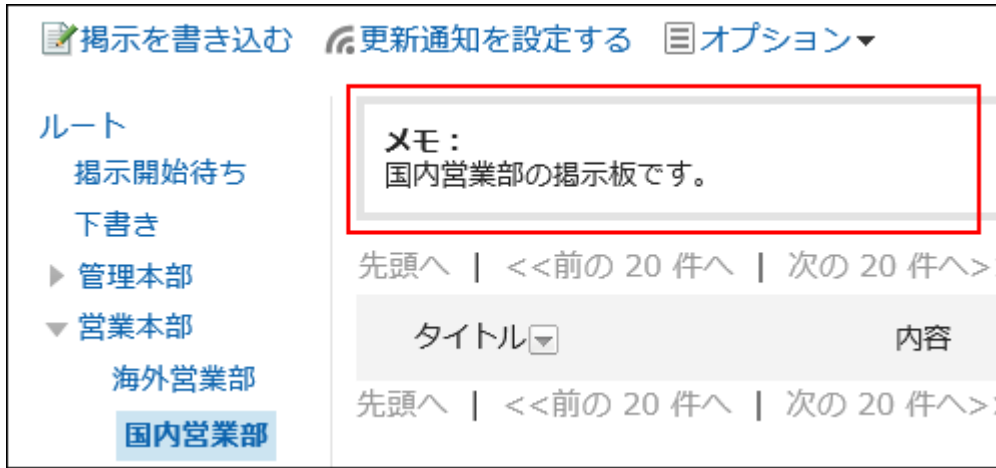 掲示を書き込む 更新通知を設定する オプション▼
ルート
掲示開始待ち
下書き
管理本部
営業本部
海外営業部
国内営業部
メモ：
国内営業部の掲示板です。
先頭へ | <<前の 20 件へ | 次の 20 件へ>
タイトル 内容
先頭へ | <<前の 20 件へ | 次の 20 件へ>